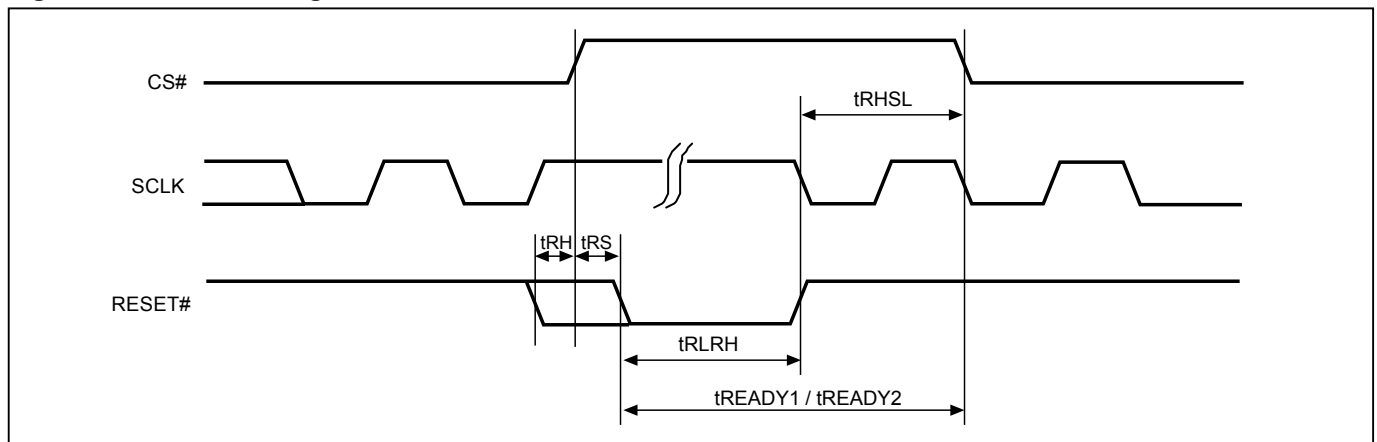 CS#
tRHSL
SCLK
tRH tRS
RESET#
tRLRH
tREADY1 / tREADY2